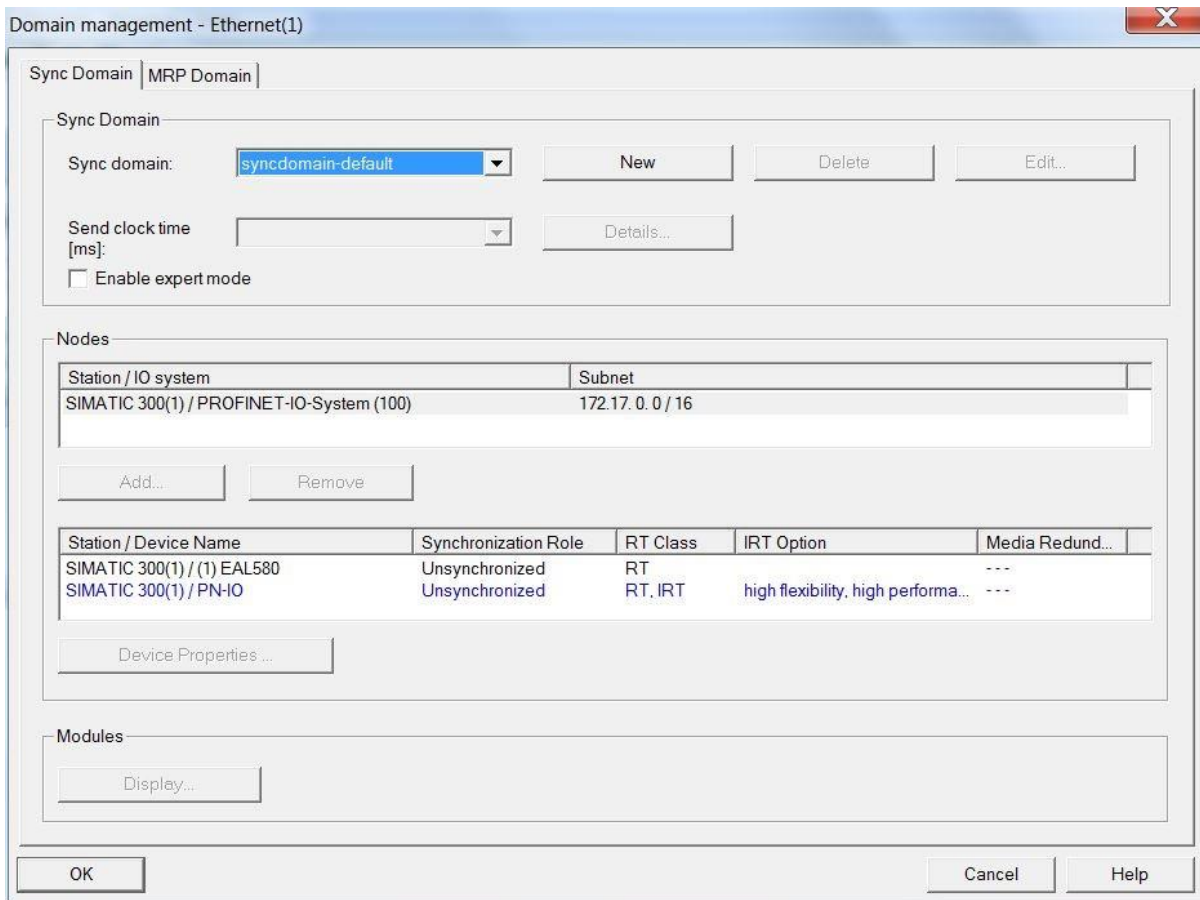 Domain management - Ethernet(1)
Sync Domain MRP Domain
Sync Domain
Sync domain: syncdomain-default New Delete Edit...
Send clock time
[ms]: Details...
Enable expert mode
Nodes
Station / IO system Subnet
SIMATIC 300(1) / PROFINET-IO-System (100) 172.17. 0. 0 / 16
Add... Remove
Station / Device Name Synchronization Role RT Class IRT Option Media Redund...
SIMATIC 300(1) / (1) EAL580 Unsynchronized RT ---
SIMATIC 300(1) / PN-IO Unsynchronized RT, IRT high flexibility, high performa... ---
Device Properties ...
Modules
Display...
OK Cancel Help